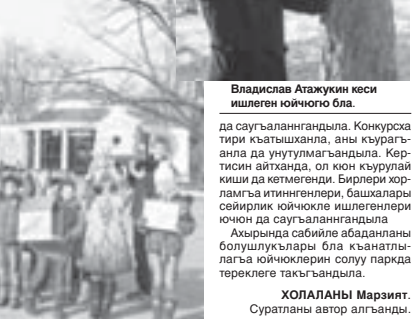 Владислав Атажукин кеси
ишлеген юйчюгю бла.
да саугъаланнгандыла. Конкурсха
тири къатышханла, аны къурагъ-
анла да унутулмагъандыла. Кер-
тисин айтханда, ол кюн къурулай
киши да кетмегенди. Бирлери хор-
ламгъа итиннгенлери, башхалары
сейирлик юйчюкле ишлегенлери
ючюн да саугъаланнгандыла
Ахырында сабийле абаданланы
болушлукълары бла къанатлы-
лагъа юйчюклерин солуу паркда
тереклеге такъгъандыла.
ХОЛАЛАНЫ Марзият.
Суратланы автор алгъанды.